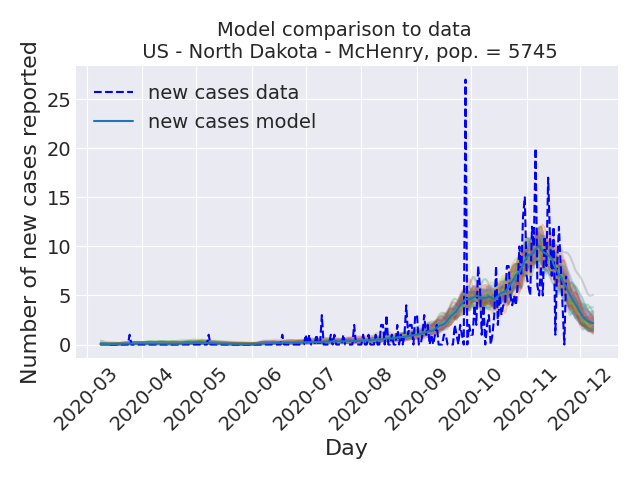 Model comparison to data
US - North Dakota - McHenry, pop. = 5745
Number of new cases reported
25
20
15
10
5
0
new cases data
new cases model
2020-03
2020-04
2020-05
2020-06
2020-07
2020-08
2020-09
2020-10
2020-11
2020-12
Day